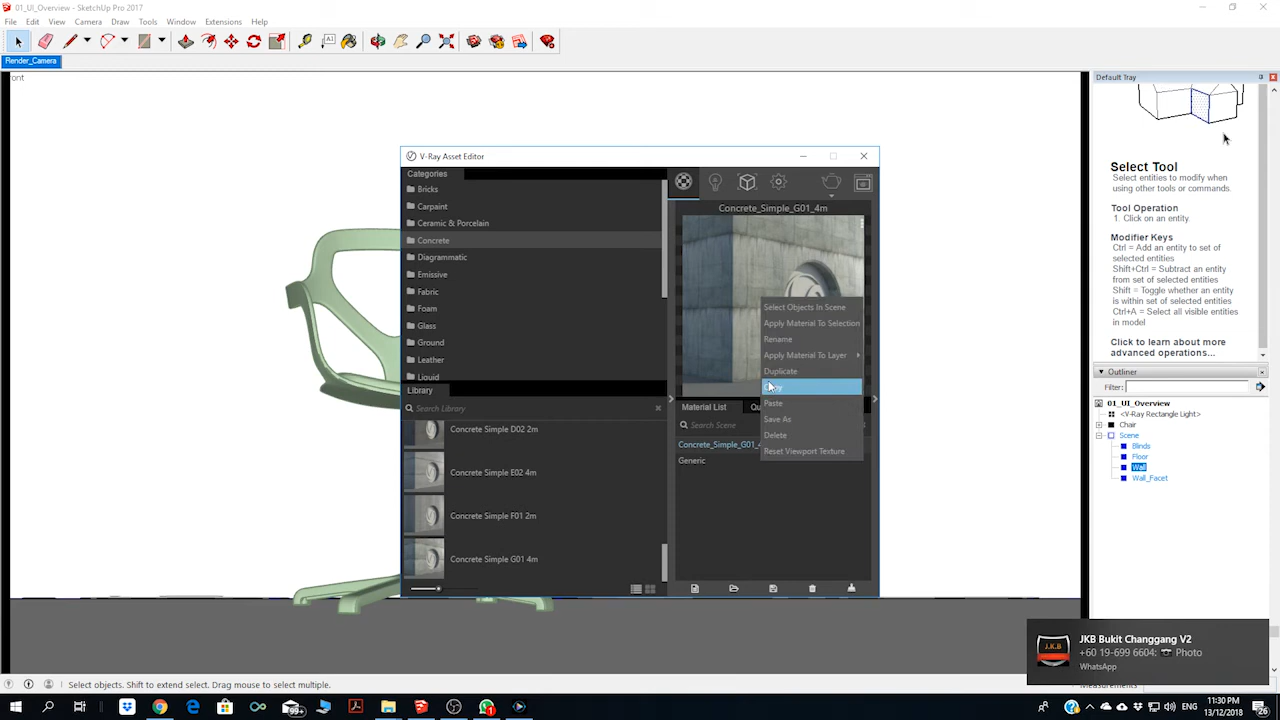 01_UI_Overview - SketchUp Pro 2017
File Edit View Camera Draw Tools Window Extensions Help
Render_Camera
ont
Default Tray
Select Tool
Select entities to modify when
using other tools or commands.
Tool Operation
1. Click on an entity
Modifier Keys
Ctrl = Add an entity to set of
selected entities
Shift+Ctrl = Subtract an entity
from set of selected entities
Shift = Toggle whether an entity
is within set of selected entities
Ctrl+A = Select all visible entities
in model
Click to learn about more
advanced operations...
Outliner
Filter:
01_UI_Overview
<V-Ray Rectangle Light>
Chair
Scene
Blinds
Floor
Wall
Wall_Facet
V-Ray Asset Editor
Categories
Bricks
Carpaint
Ceramic & Porcelain
Concrete
Diagrammatic
Emissive
Fabric
Foam
Glass
Ground
Leather
Liquid
Library
Search Library
Concrete Simple D02 2m
Concrete Simple E02 4m
Concrete Simple F01 2m
Concrete Simple G01 4m
Concrete_Simple_G01_4m
Select Objects In Scene
Apply Material To Selection
Rename
Apply Material To Layer
Duplicate
Paste
Save As
Delete
Reset Viewport Texture
Material List
Search Scene
Concrete_Simple_G01_4
Generic
JKB Bukit Changgang V2
+60 19-699 6604: Photo
WhatsApp
Select objects. Shift to extend select. Drag mouse to select multiple.
Measurements
99+
1
11:30 PM
13/12/2018
26